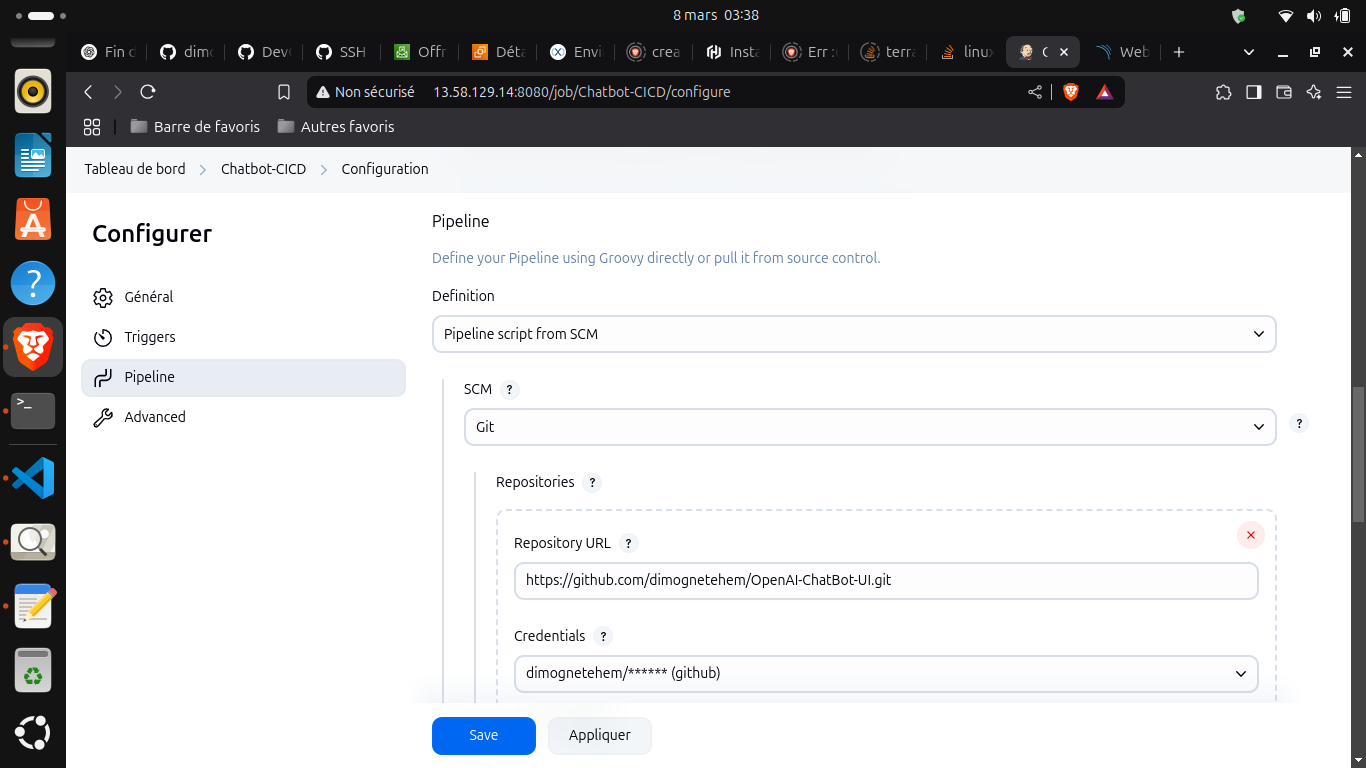 8 mars 03:38
Fin d
dimo
Dev
SSH
Offr
Déta
Envi
crea
Insta
Err :
terra
linux
C
Web
Non sécurisé 13.58.129.14:8080/job/Chatbot-CICD/configure
Barre de favoris
Autres favoris
Tableau de bord
Chatbot-CICD
Configuration
Configurer
Général
Triggers
Pipeline
Advanced
Pipeline
Define your Pipeline using Groovy directly or pull it from source control.
Definition
Pipeline script from SCM
SCM ?
Git
?
Repositories ?
Repository URL ?
https://github.com/dimognetehem/OpenAI-ChatBot-UI.git
Credentials ?
dimognetehem/****** (github)
Save
Appliquer